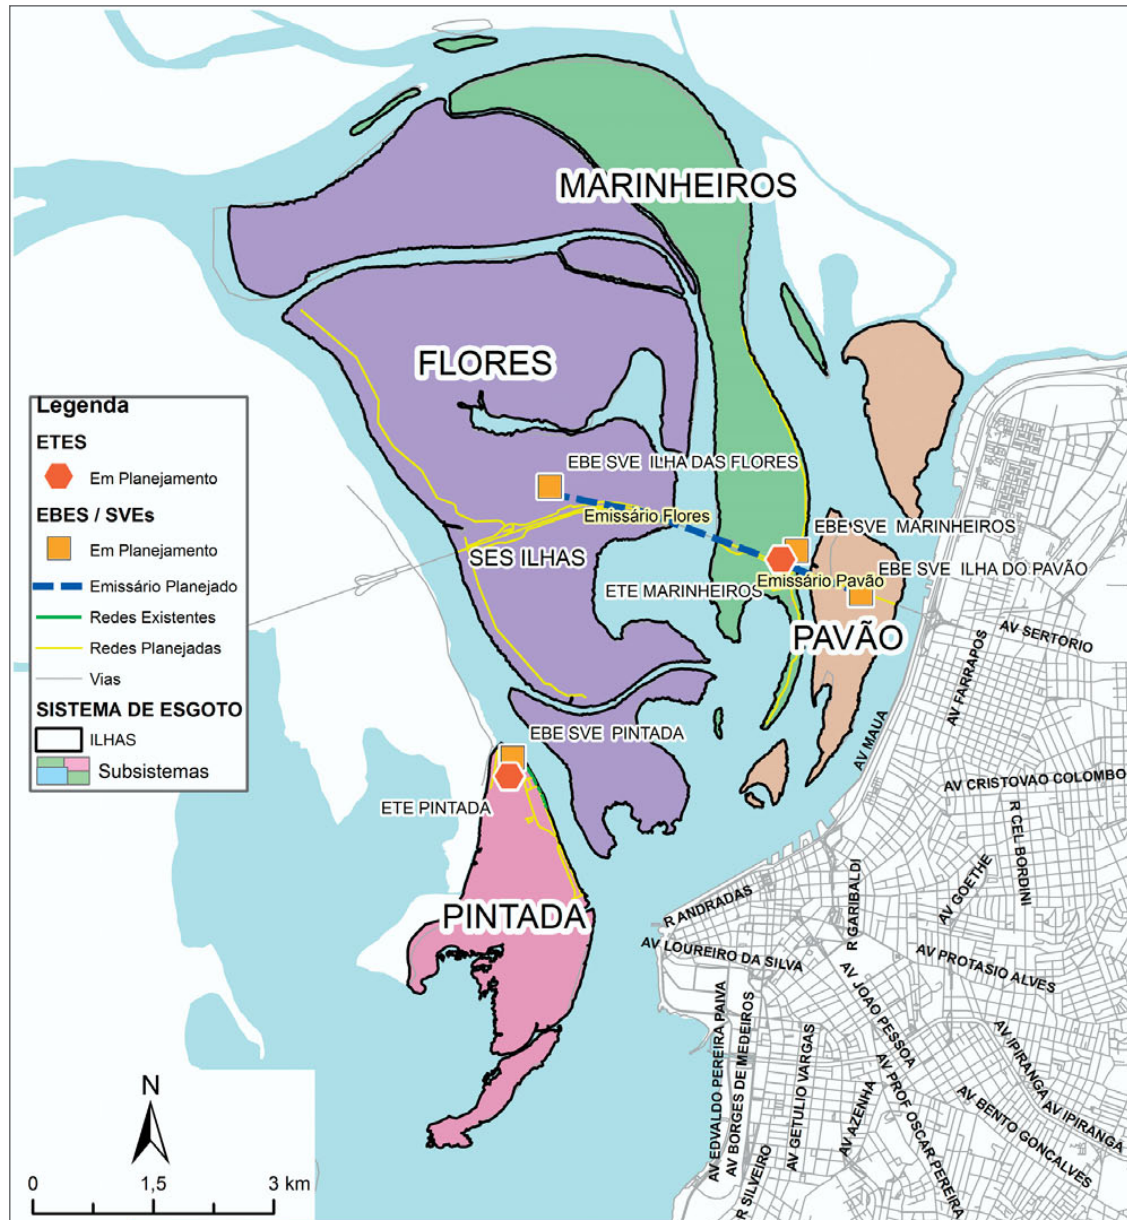 MARINHEIROS
FLORES
Legenda
ETES
Em Planejamento
EBES / SVEs
Em Planejamento
Emissário Planejado
Redes Existentes
Redes Planejadas
Vias
SISTEMA DE ESGOTO
ILHAS
Subsistemas
EBE SVE ILHA DAS FLORES
Emissário Flores
SES ILHAS
EBE SVE MARINHEIROS
EBE SVE ILHA DO PAVÃO
Emissário Pavão
ETE MARINHEIROS
PAVÃO
EBE SVE PINTADA
ETE PINTADA
PINTADA
AV SERTORIO
AV FARRAPOS
AV MAUA
AV CRISTOVAO COLOMBO
R CEL BORDINI
AV GOETHE
R GARIBALDI
R ANDRADAS
AV LOUREIRO DA SILVA
AV PROTASIO ALVES
AV JOAO PESSOA
AV IPIRANGA
AV IPIRANGA
AV EDVALDO PEREIRA PAIVA
AV BORGES DE MEDEIROS
AV GETULIO VARGAS
AV AZENHA
AV PROF OSCAR PEREIRA
AV BENTO GONCALVES
R SILVEIRO
N
0 1,5 3 km